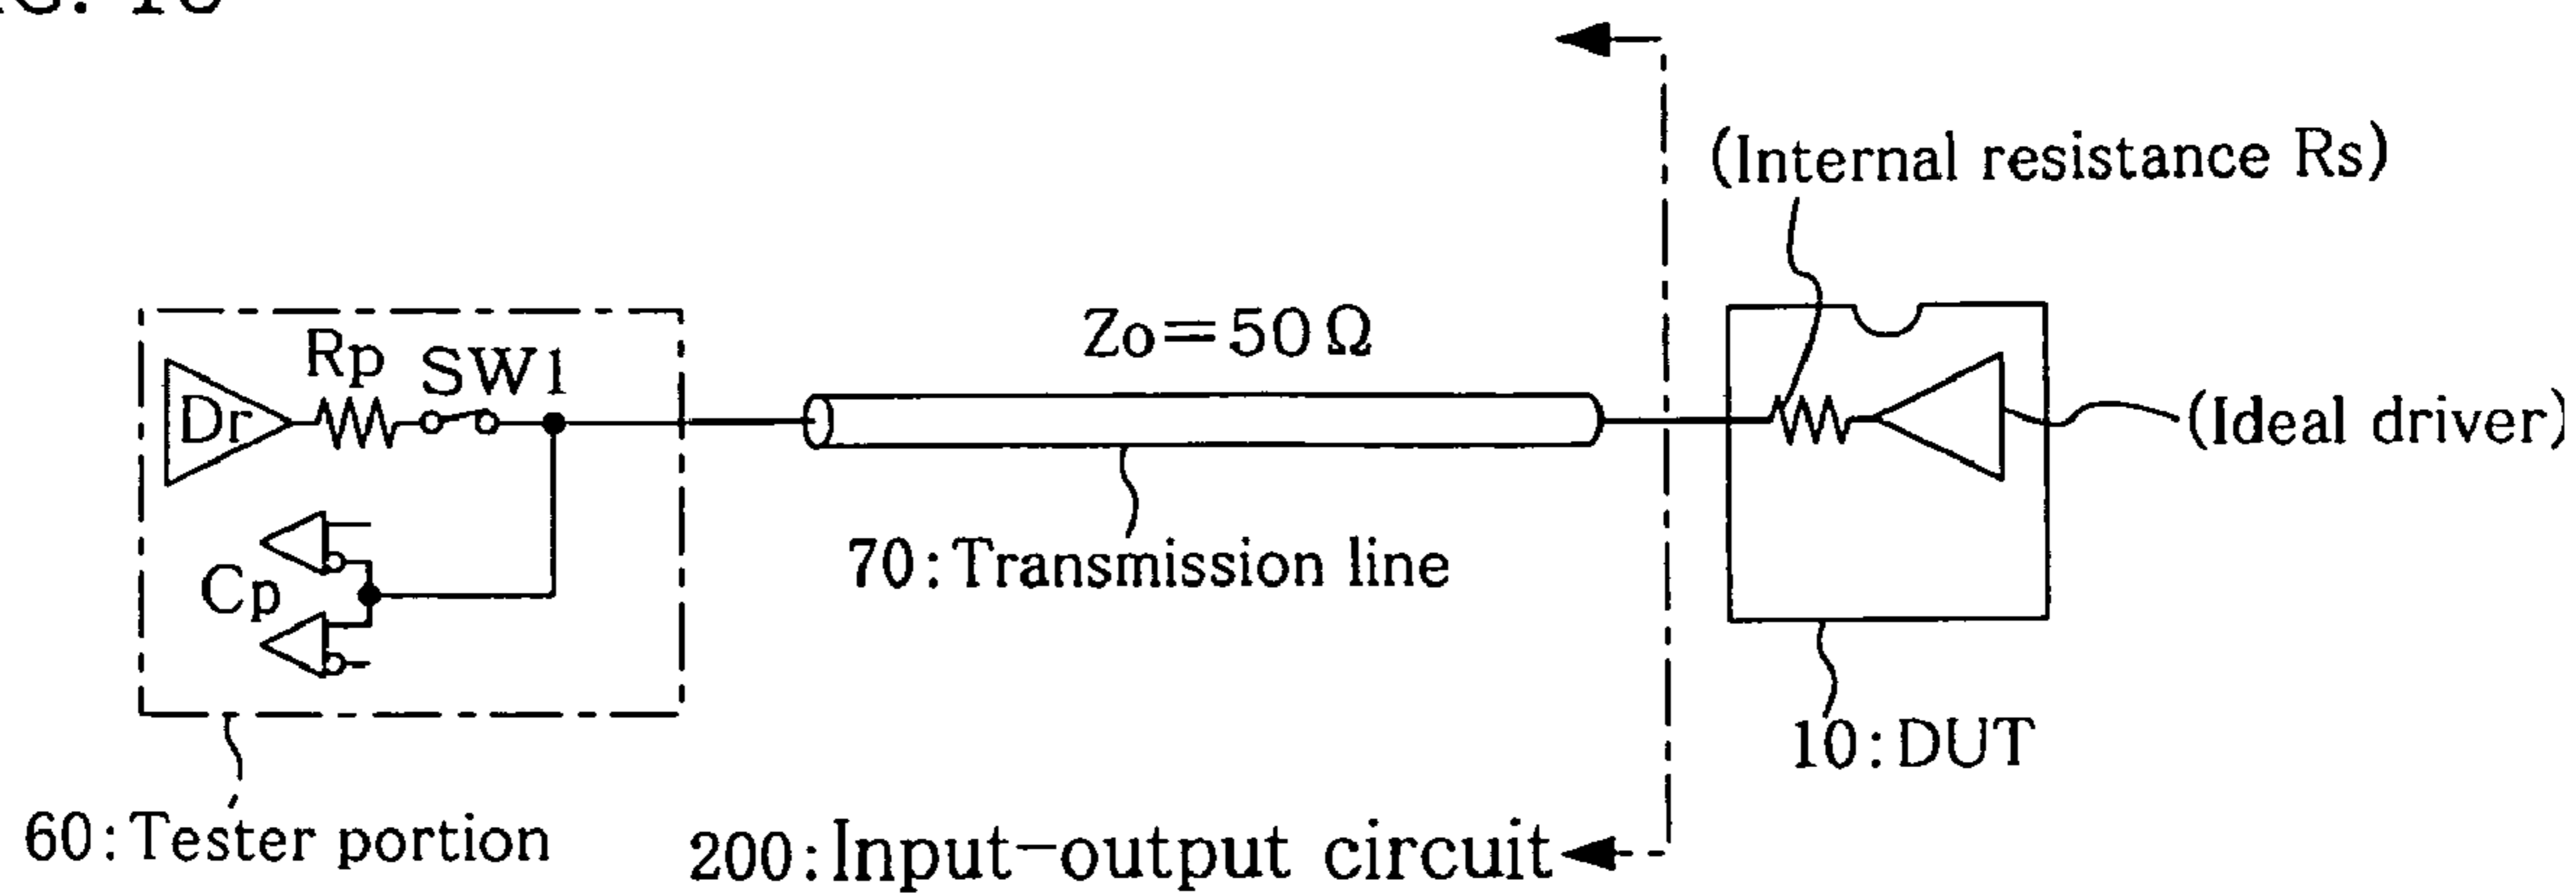 (Internal resistance Rs)
Zo=50Ω
Rp
SW1
Dr
(Ideal driver)
Cp
70:Transmission line
10:DUT
60:Tester portion
200:Input-output circuit